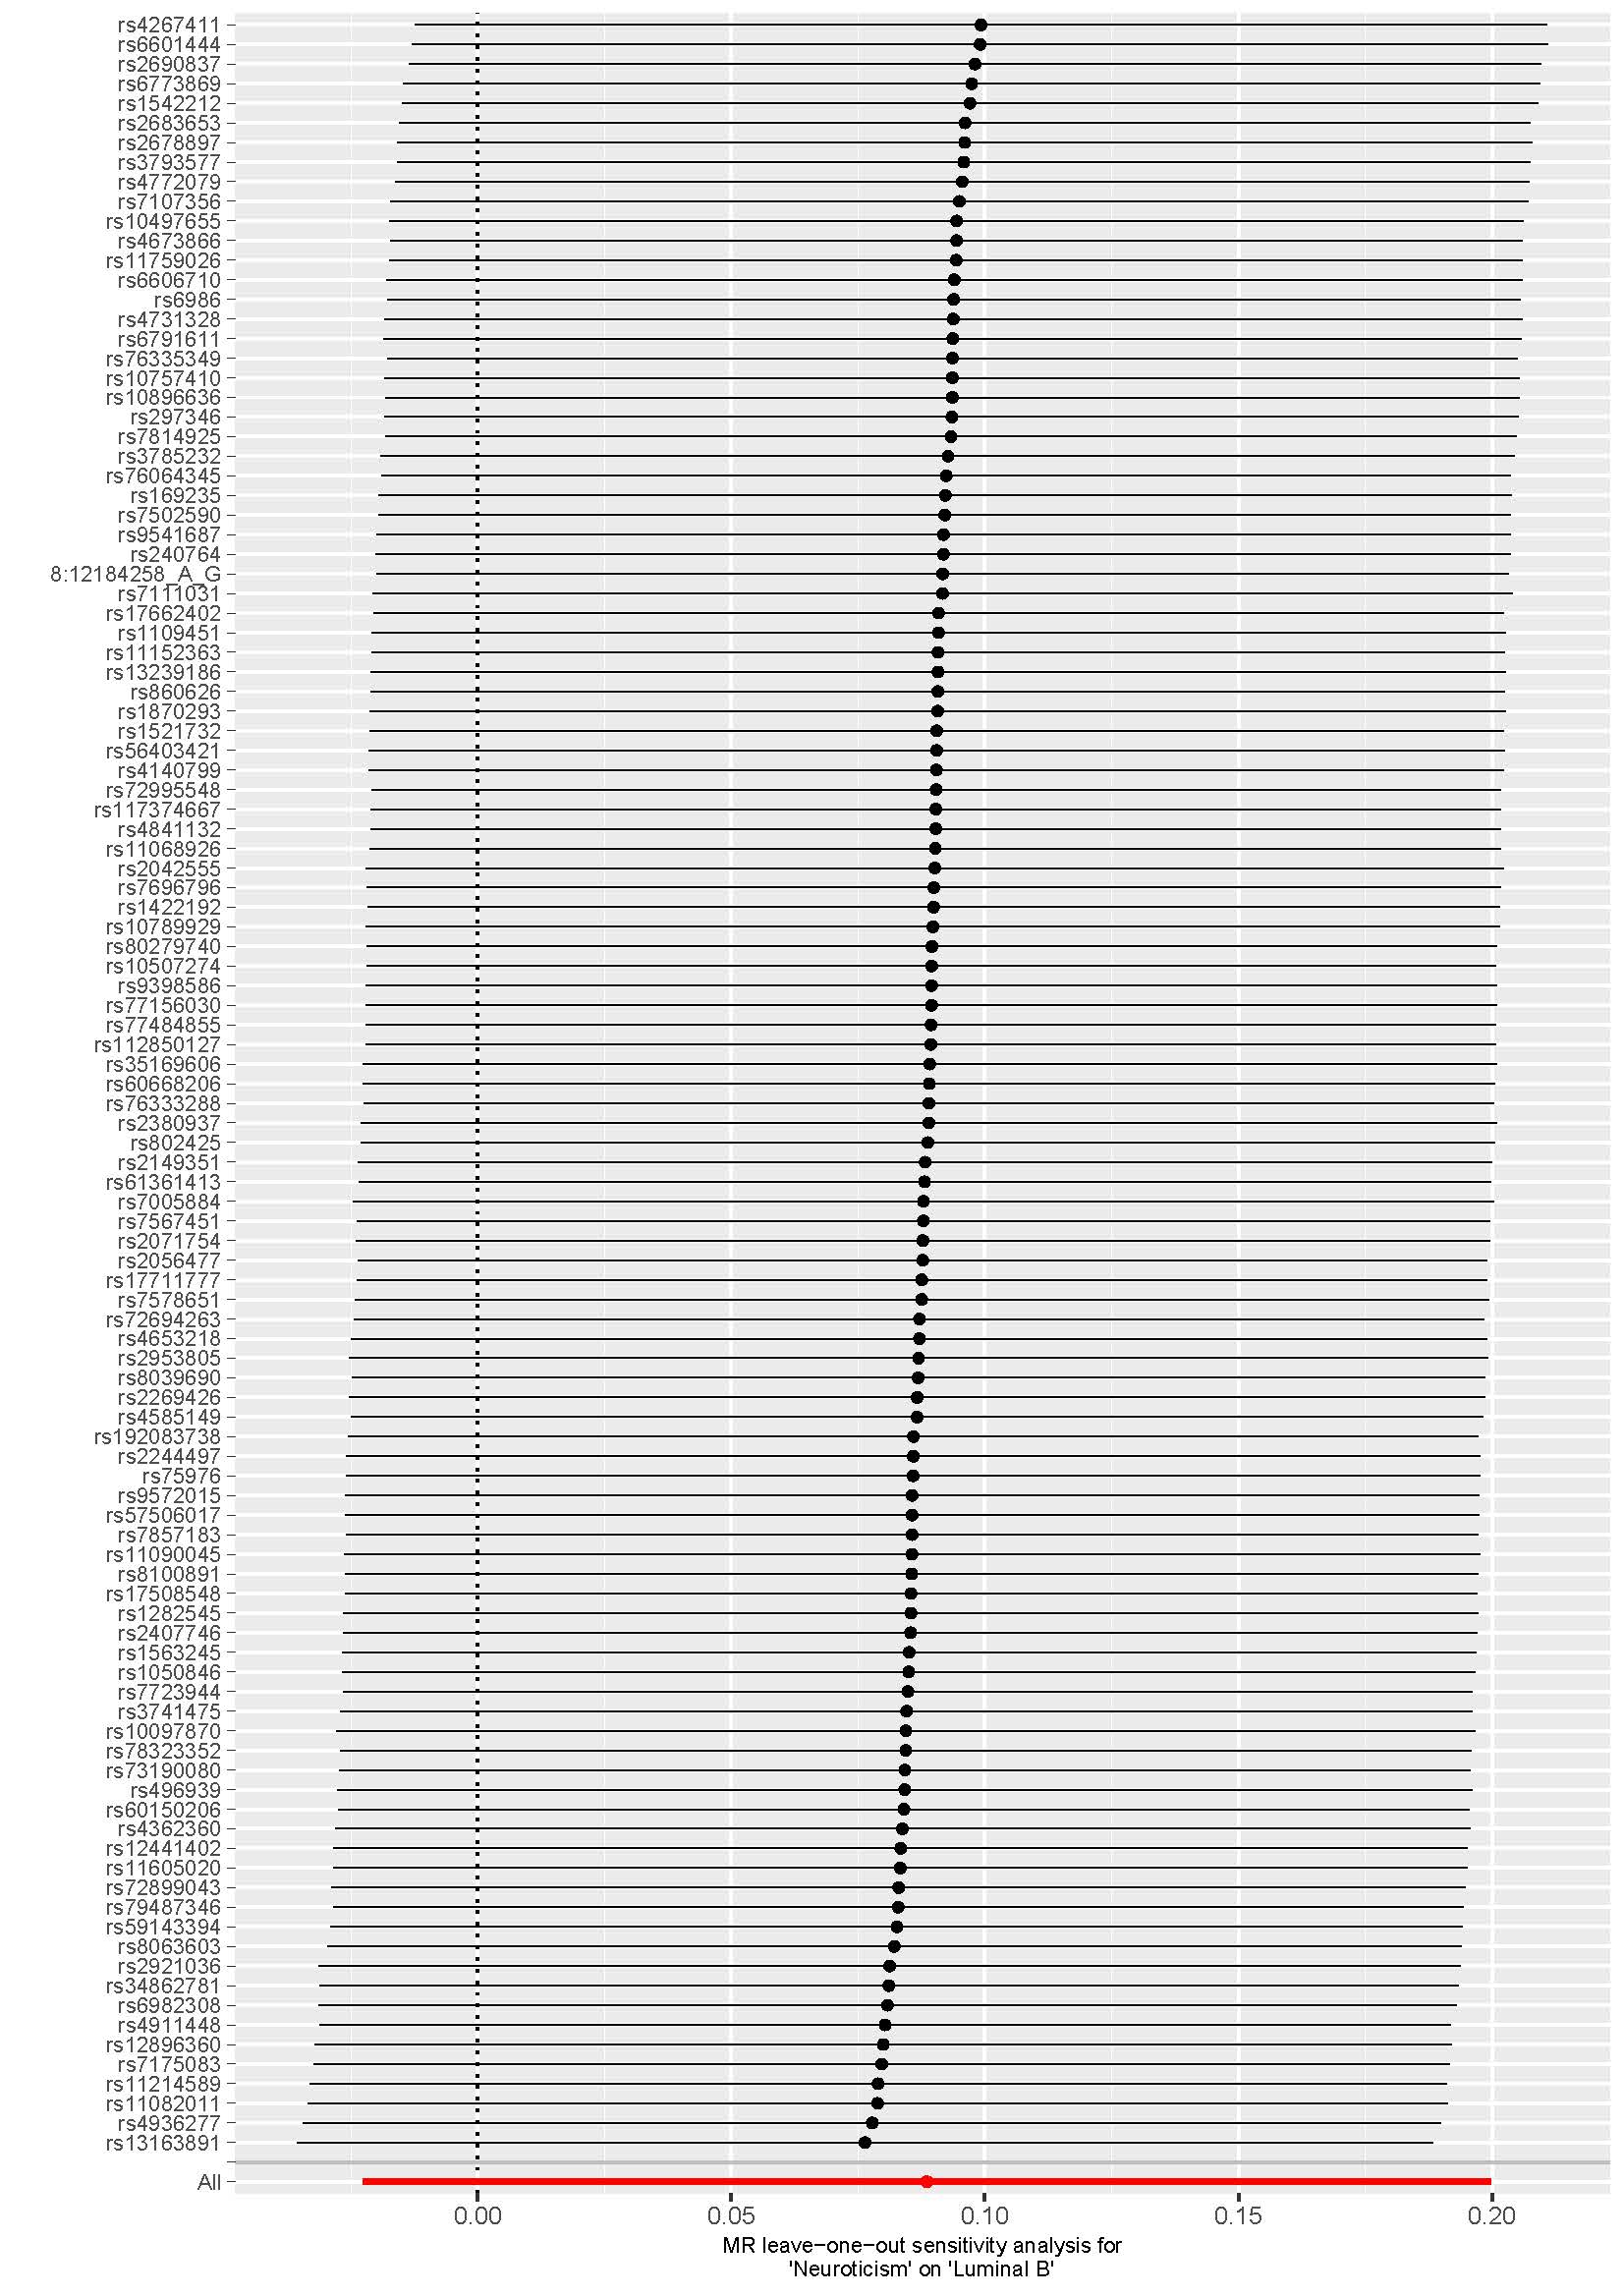 rs4267411
rs6601444
rs2690837
rs6773869
rs1542212
rs2683653
rs2678897
rs3793577
rs4772079
rs7107356
rs10497655
rs4673866
rs11759026
rs6606710
rs6986
rs4731328
rs6791611
rs76335349
rs10757410
rs10896636
rs297346
rs7814925
rs3785232
rs76064345
rs169235
rs7502590
rs9541687
rs240764
8:12184258_A_G
rs7111031
rs17662402
rs1109451
rs11152363
rs13239186
rs860626
rs1870293
rs1521732
rs56403421
rs4140799
rs72995548
rs117374667
rs4841132
rs11068926
rs2042555
rs7696796
rs1422192
rs10789929
rs80279740
rs10507274
rs9398586
rs77156030
rs77484855
rs112850127
rs35169606
rs60668206
rs76333288
rs2380937
rs802425
rs2149351
rs61361413
rs7005884
rs7567451
rs2071754
rs2056477
rs17711777
rs7578651
rs72694263
rs4653218
rs2953805
rs8039690
rs2269426
rs4585149
rs192083738
rs2244497
rs75976
rs9572015
rs57506017
rs7857183
rs11090045
rs8100891
rs17508548
rs1282545
rs2407746
rs1563245
rs1050846
rs7723944
rs3741475
rs10097870
rs78323352
rs73190080
rs496939
rs60150206
rs4362360
rs12441402
rs11605020
rs72899043
rs79487346
rs59143394
rs8063603
rs2921036
rs34862781
rs6982308
rs4911448
rs12896360
rs7175083
rs11214589
rs11082011
rs4936277
rs13163891
All
0.00 0.05 0.10 0.15 0.20
MR leave−one−out sensitivity analysis for
'Neuroticism' on 'Luminal B'